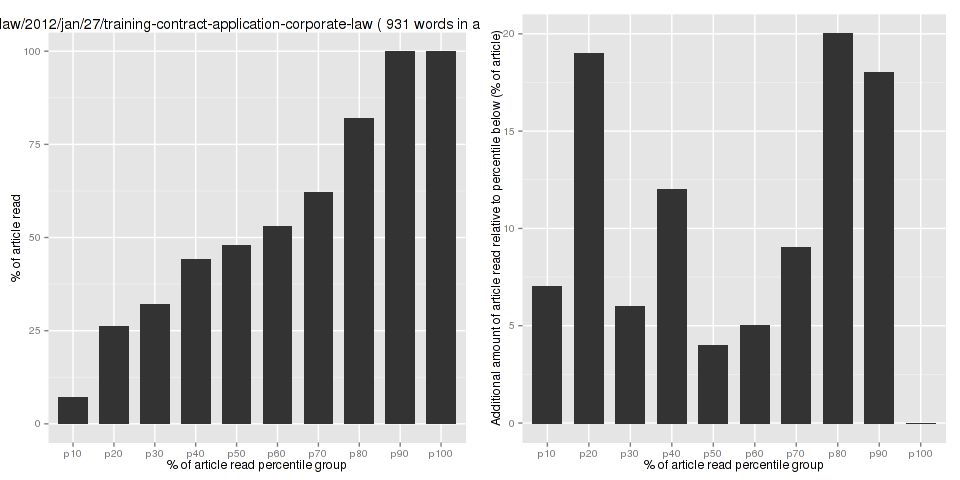 law/2012/jan/27/training-contract-application-corporate-law ( 931 words in a
% of article read
100
75
50
25
0
p10 p20 p30 p40 p50 p60 p70 p80 p90 p100
% of article read percentile group
Additional amount of article read relative to percentile below (% of article)
20
15
10
5
0
p10 p20 p30 p40 p50 p60 p70 p80 p90 p100
% of article read percentile group